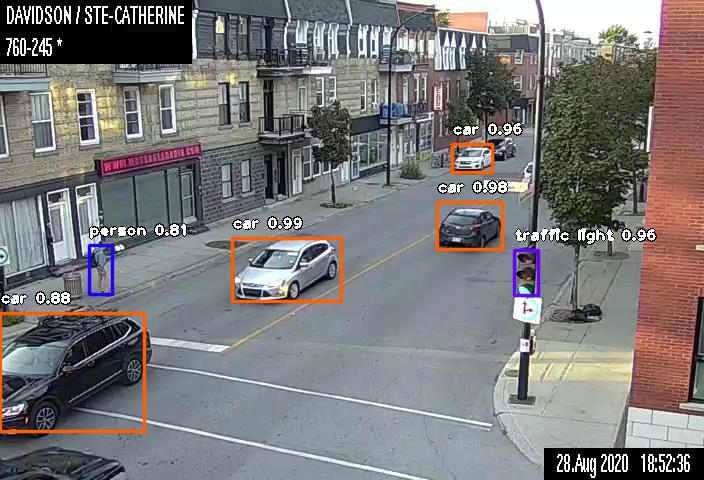 DAVIDSON / STE-CATHERINE
760-245 *
car 0.96
car 0.98
car 0.99
person 0.81
traffic light 0.96
car 0.88
28.Aug 2020 18:52:36